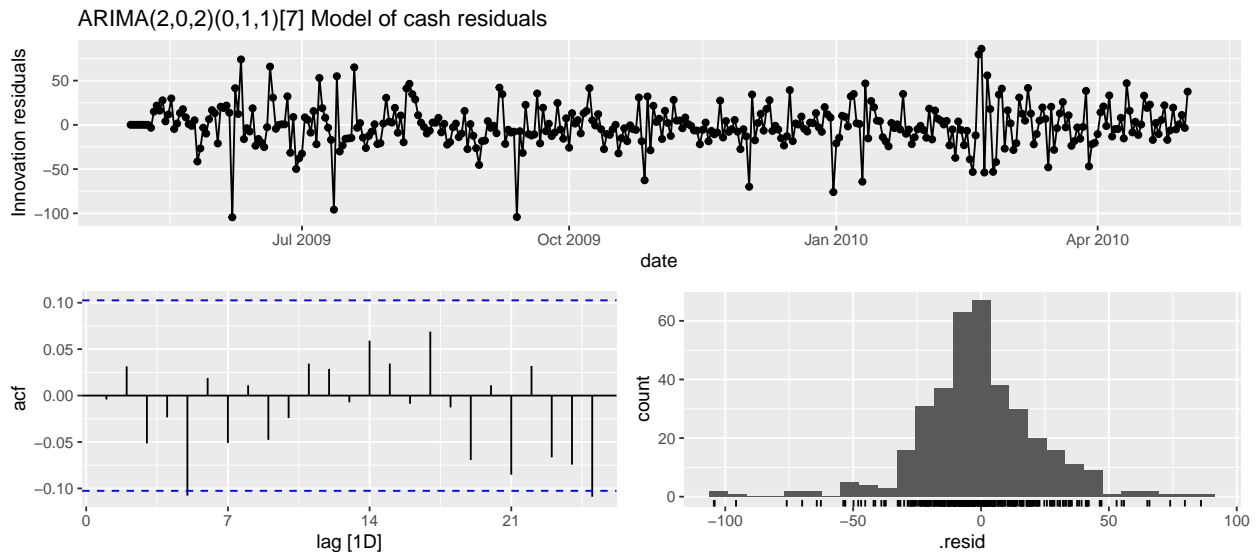 ARIMA(2,0,2)(0,1,1)[7] Model of cash residuals
Innovation residuals
50
0
−50
−100
Jul 2009
Oct 2009
Jan 2010
Apr 2010
date
acf
0.10
0.05
0.00
−0.05
−0.10
0
7
14
21
lag [1D]
count
60
40
20
0
−100
−50
0
50
100
.resid